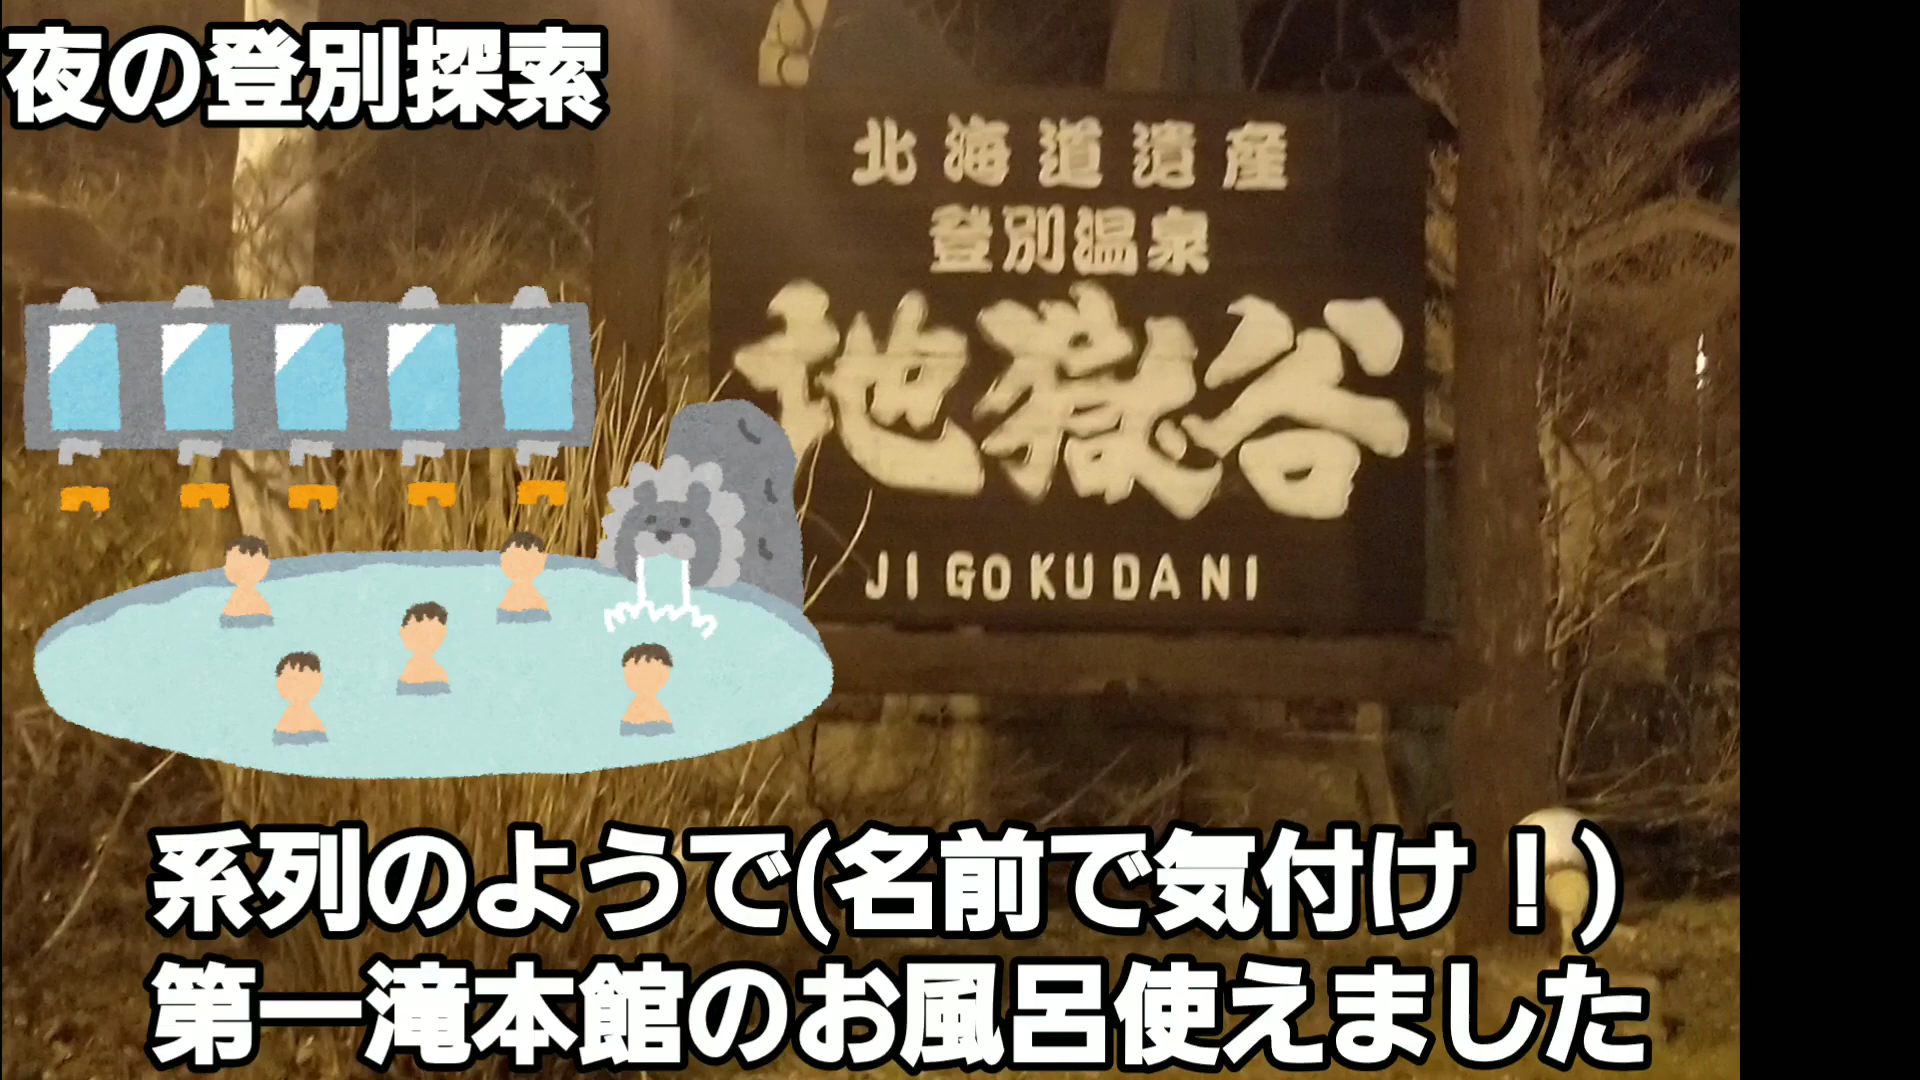 夜の登別探索
北海道遺産
登別温泉
地獄谷
JIGOKUDANI
系列のようで(名前で気付け！)
第一滝本館のお風呂使えました